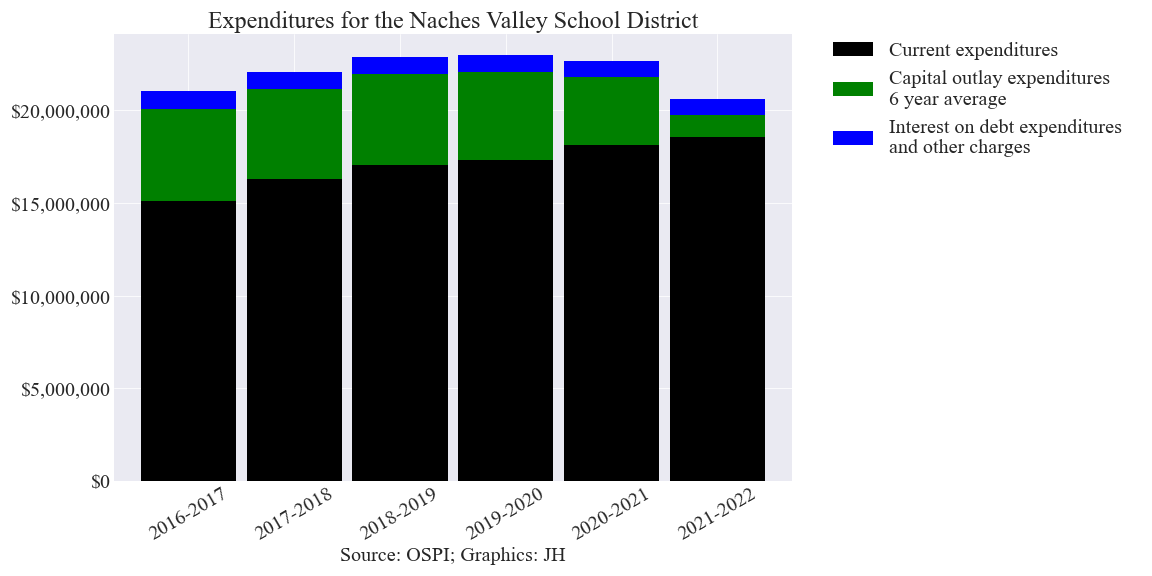 Expenditures for the Naches Valley School District
Current expenditures
Capital outlay expenditures
6 year average
Interest on debt expenditures
and other charges
$20,000,000
$15,000,000
$10,000,000
$5,000,000
$0
2016-2017
2017-2018
2018-2019
2019-2020
2020-2021
2021-2022
Source: OSPI; Graphics: JH